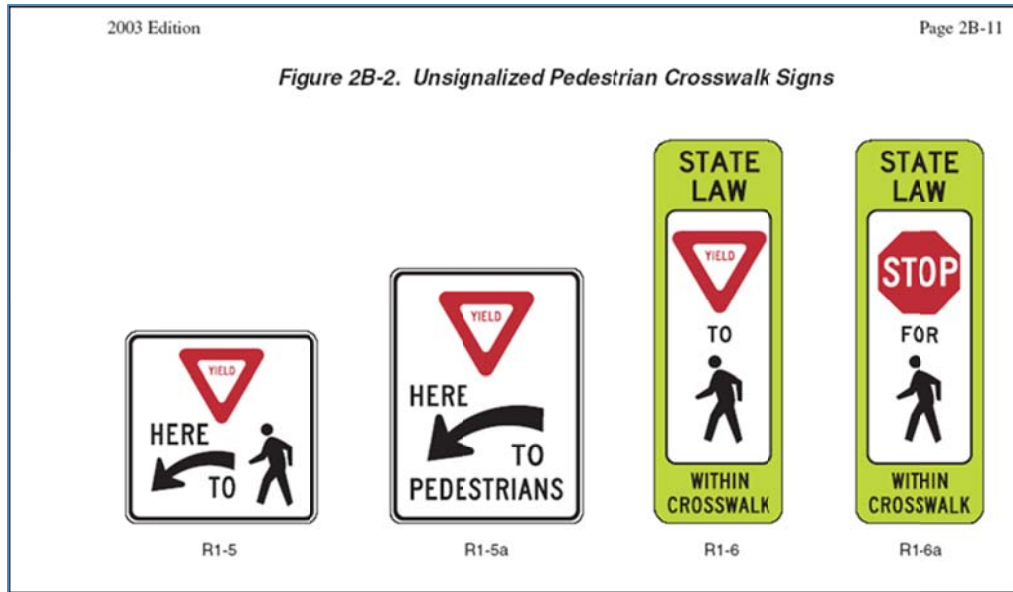 2003 Edition
Page 2B-11
Figure 2B-2. Unsignalized Pedestrian Crosswalk Signs
YIELD
HERE
TO
R1-5
YIELD
HERE
TO
PEDESTRIANS
R1-5a
STATE
LAW
YIELD
TO
WITHIN
CROSSWALK
R1-6
STATE
LAW
STOP
FOR
WITHIN
CROSSWALK
R1-6a